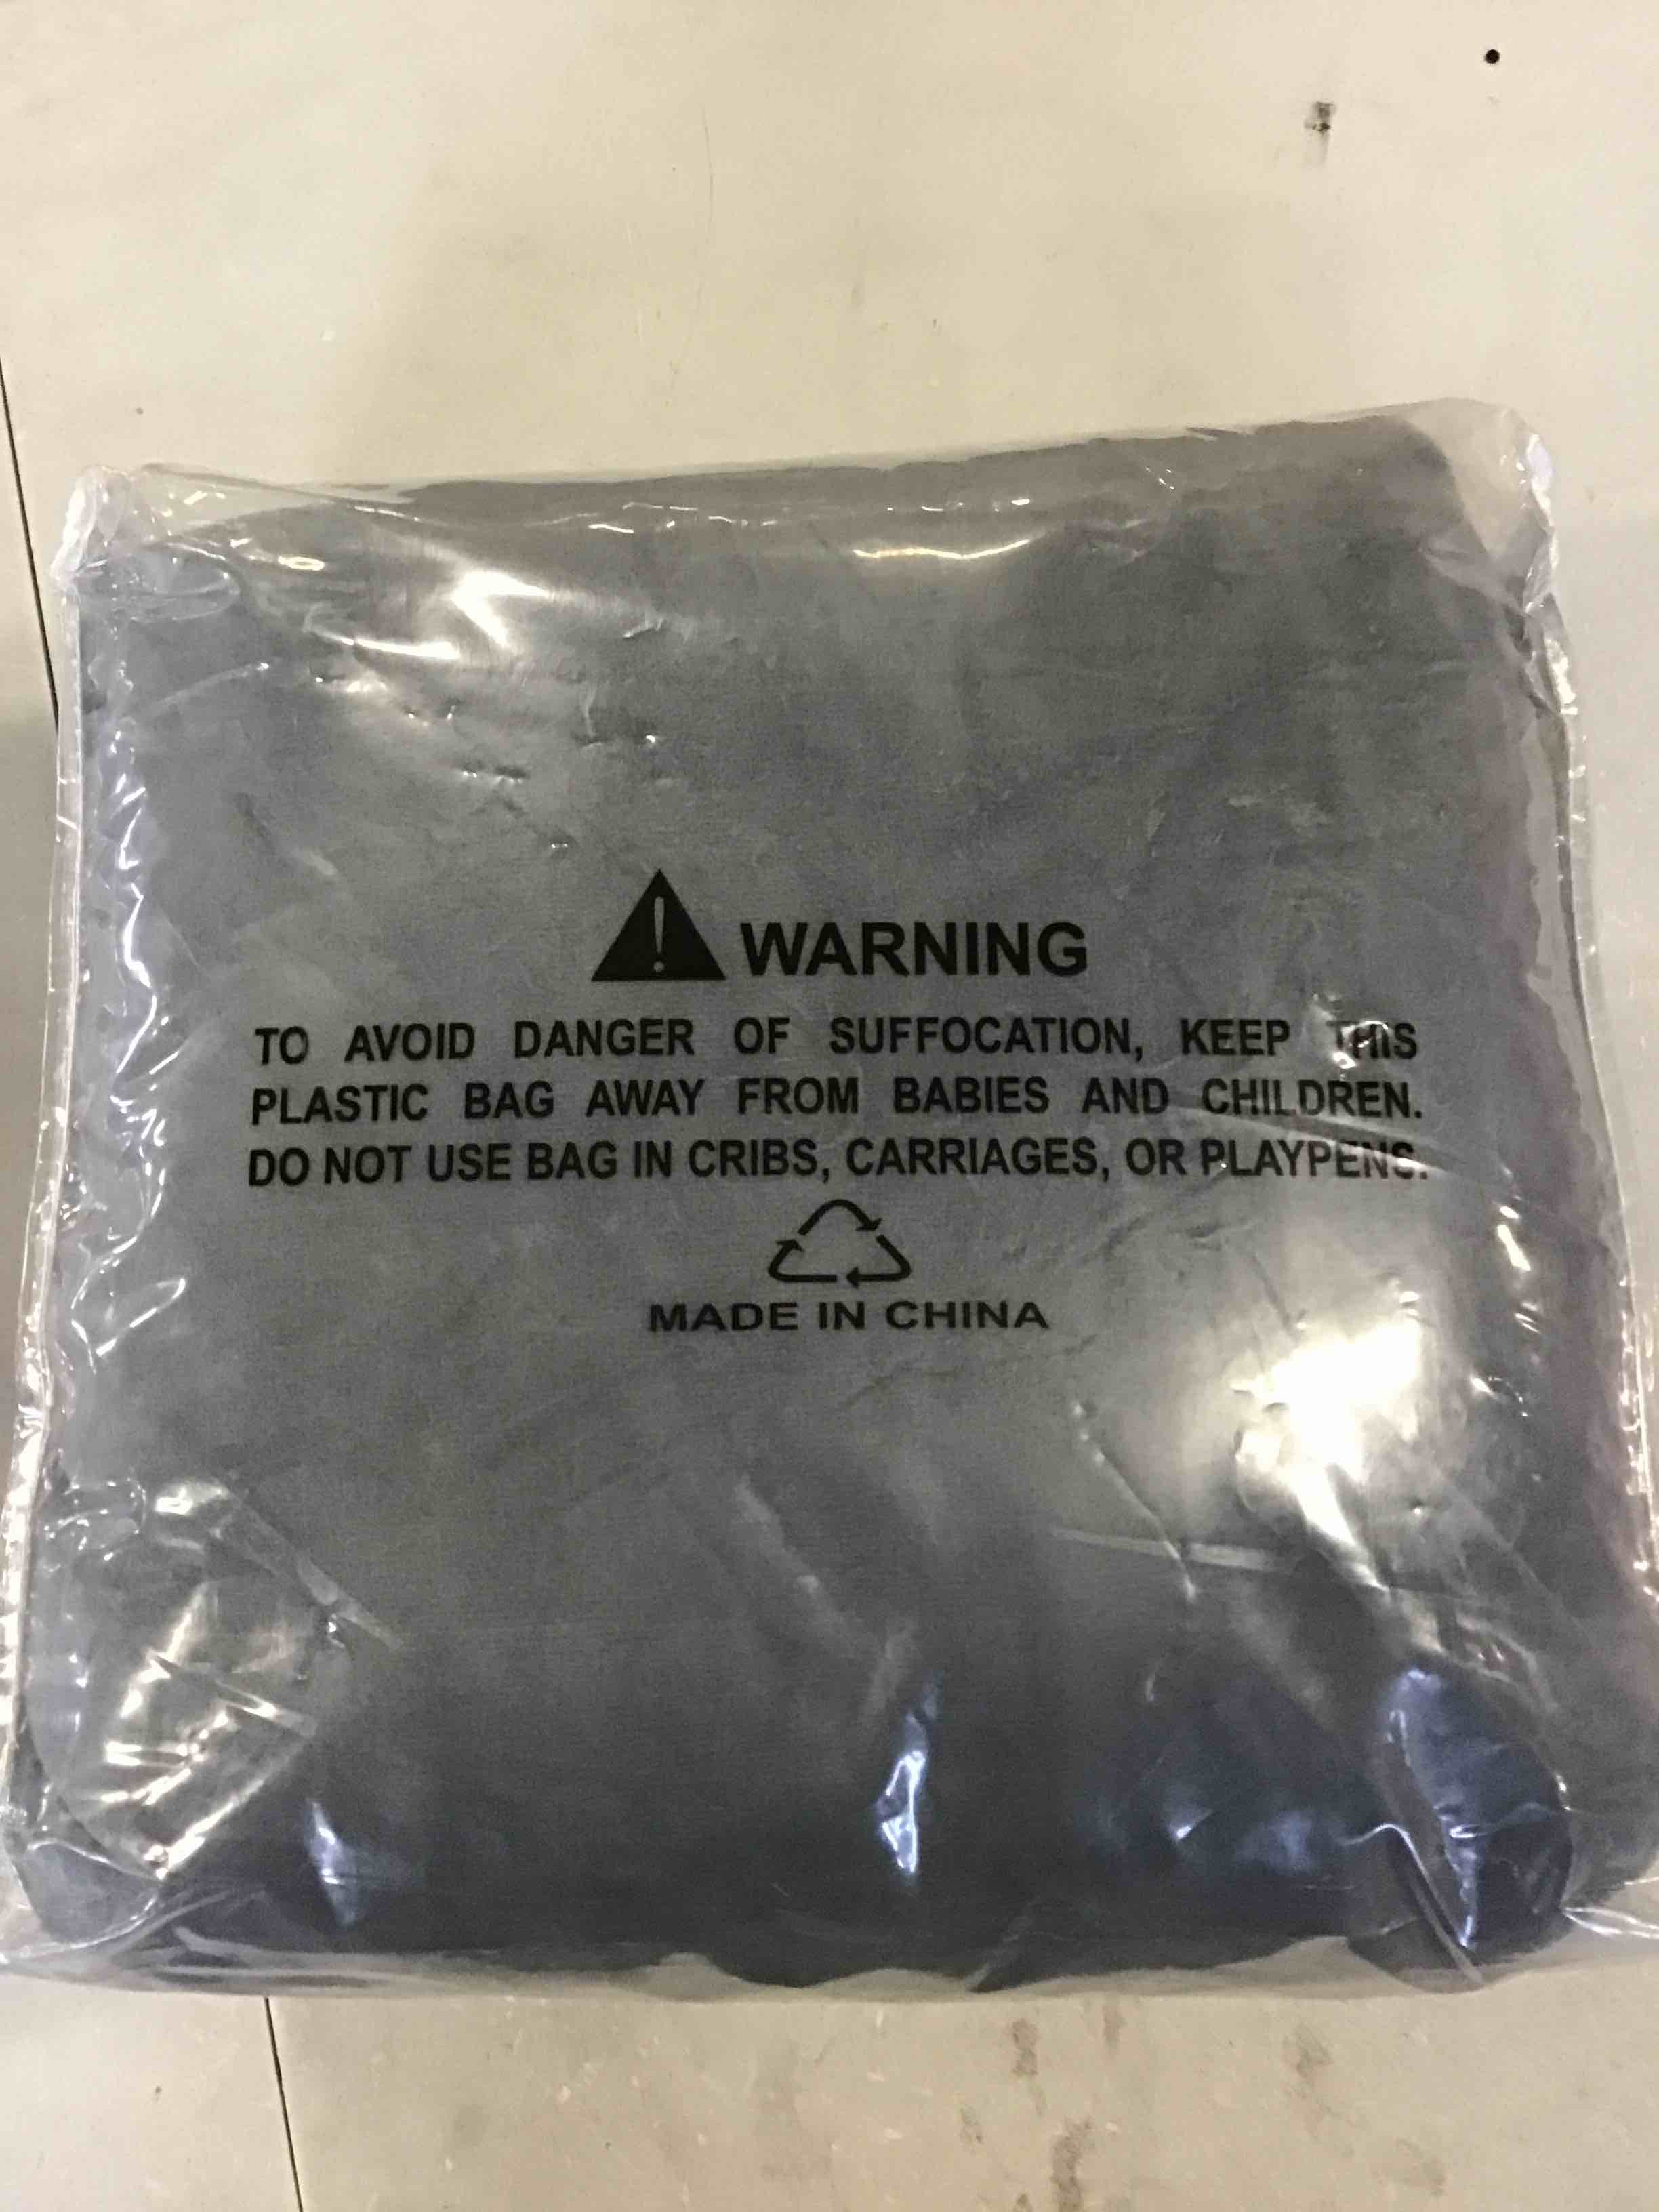 WARNING
TO AVOID DANGER OF SUFFOCATION, KEEP THIS
PLASTIC BAG AWAY FROM BABIES AND CHILDREN.
DO NOT USE BAG IN CRIBS, CARRIAGES, OR PLAYPENS.
MADE IN CHINA